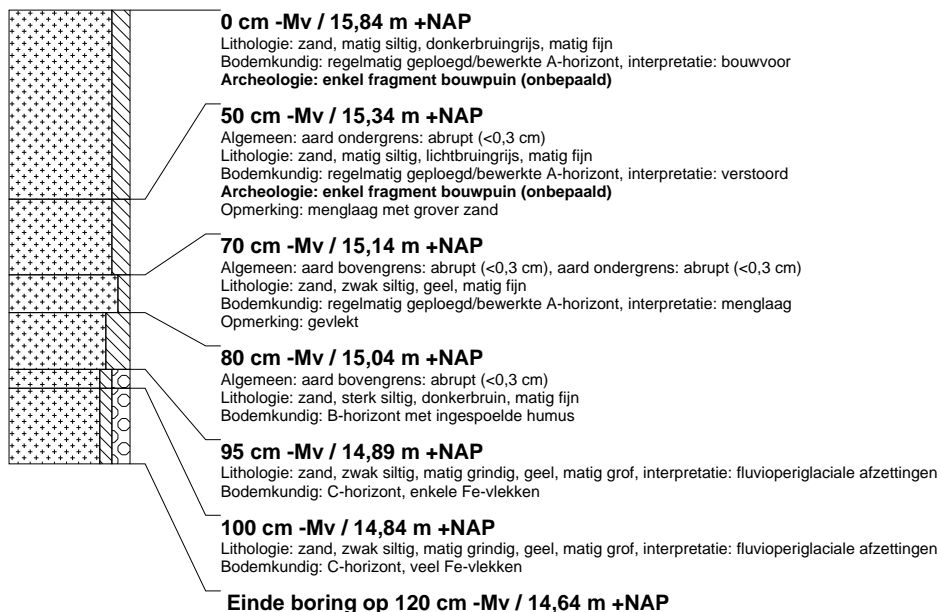 0 cm -Mv / 15,84 m +NAP
Lithologie: zand, matig siltig, donkerbruingrijs, matig fijn
Bodemkundig: regelmatig geploegd/bewerkte A-horizont, interpretatie: bouwvoor
Archeologie: enkel fragment bouwpuin (onbepaald)
50 cm -Mv / 15,34 m +NAP
Algemeen: aard ondergrens: abrupt (<0,3 cm)
Lithologie: zand, matig siltig, lichtbruingrijs, matig fijn
Bodemkundig: regelmatig geploegd/bewerkte A-horizont, interpretatie: verstoord
Archeologie: enkel fragment bouwpuin (onbepaald)
Opmerking: menglaag met grover zand
70 cm -Mv / 15,14 m +NAP
Algemeen: aard bovengrens: abrupt (<0,3 cm), aard ondergrens: abrupt (<0,3 cm)
Lithologie: zand, zwak siltig, geel, matig fijn
Bodemkundig: regelmatig geploegd/bewerkte A-horizont, interpretatie: menglaag
Opmerking: gevlekt
80 cm -Mv / 15,04 m +NAP
Algemeen: aard bovengrens: abrupt (<0,3 cm)
Lithologie: zand, sterk siltig, donkerbruin, matig fijn
Bodemkundig: B-horizont met ingespoelde humus
95 cm -Mv / 14,89 m +NAP
Lithologie: zand, zwak siltig, matig grindig, geel, matig grof, interpretatie: fluvioperiglaciale afzettingen
Bodemkundig: C-horizont, enkele Fe-vlekken
100 cm -Mv / 14,84 m +NAP
Lithologie: zand, zwak siltig, matig grindig, geel, matig grof, interpretatie: fluvioperiglaciale afzettingen
Bodemkundig: C-horizont, veel Fe-vlekken
Einde boring op 120 cm -Mv / 14,64 m +NAP